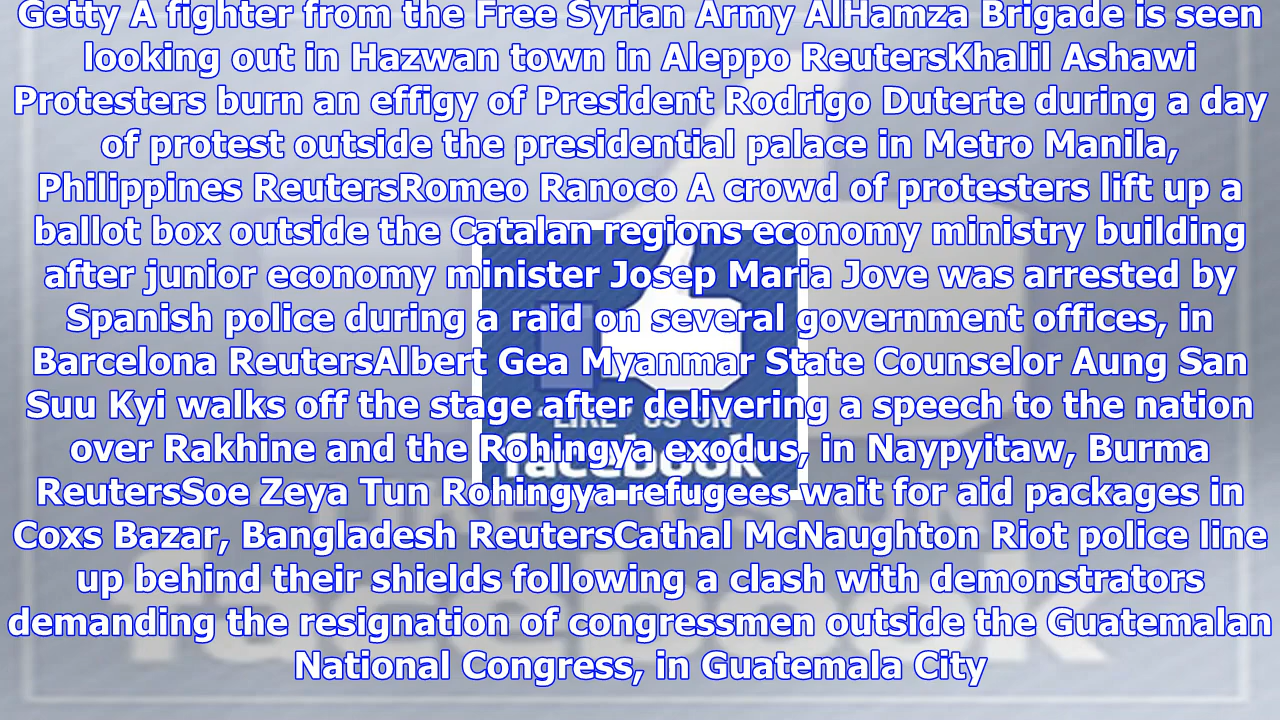 Getty A fighter from the Free Syrian Army AlHamza Brigade is seen
looking out in Hazwan town in Aleppo ReutersKhalil Ashawi
Protesters burn an effigy of President Rodrigo Duterte during a day
of protest outside the presidential palace in Metro Manila,
Philippines ReutersRomeo Ranoco A crowd of protesters lift up a
ballot box outside the Catalan regions economy ministry building
after junior economy minister Josep Maria Jove was arrested by
Spanish police during a raid on several government offices, in
Barcelona ReutersAlbert Gea Myanmar State Counselor Aung San
Suu Kyi walks off the stage after delivering a speech to the nation
over Rakhine and the Rohingya exodus, in Naypyitaw, Burma
ReutersSoe Zeya Tun Rohingya refugees wait for aid packages in
Coxs Bazar, Bangladesh ReutersCathal McNaughton Riot police line
up behind their shields following a clash with demonstrators
demanding the resignation of congressmen outside the Guatemalan
National Congress, in Guatemala City
"LIKE" US ON
facebook
facebook